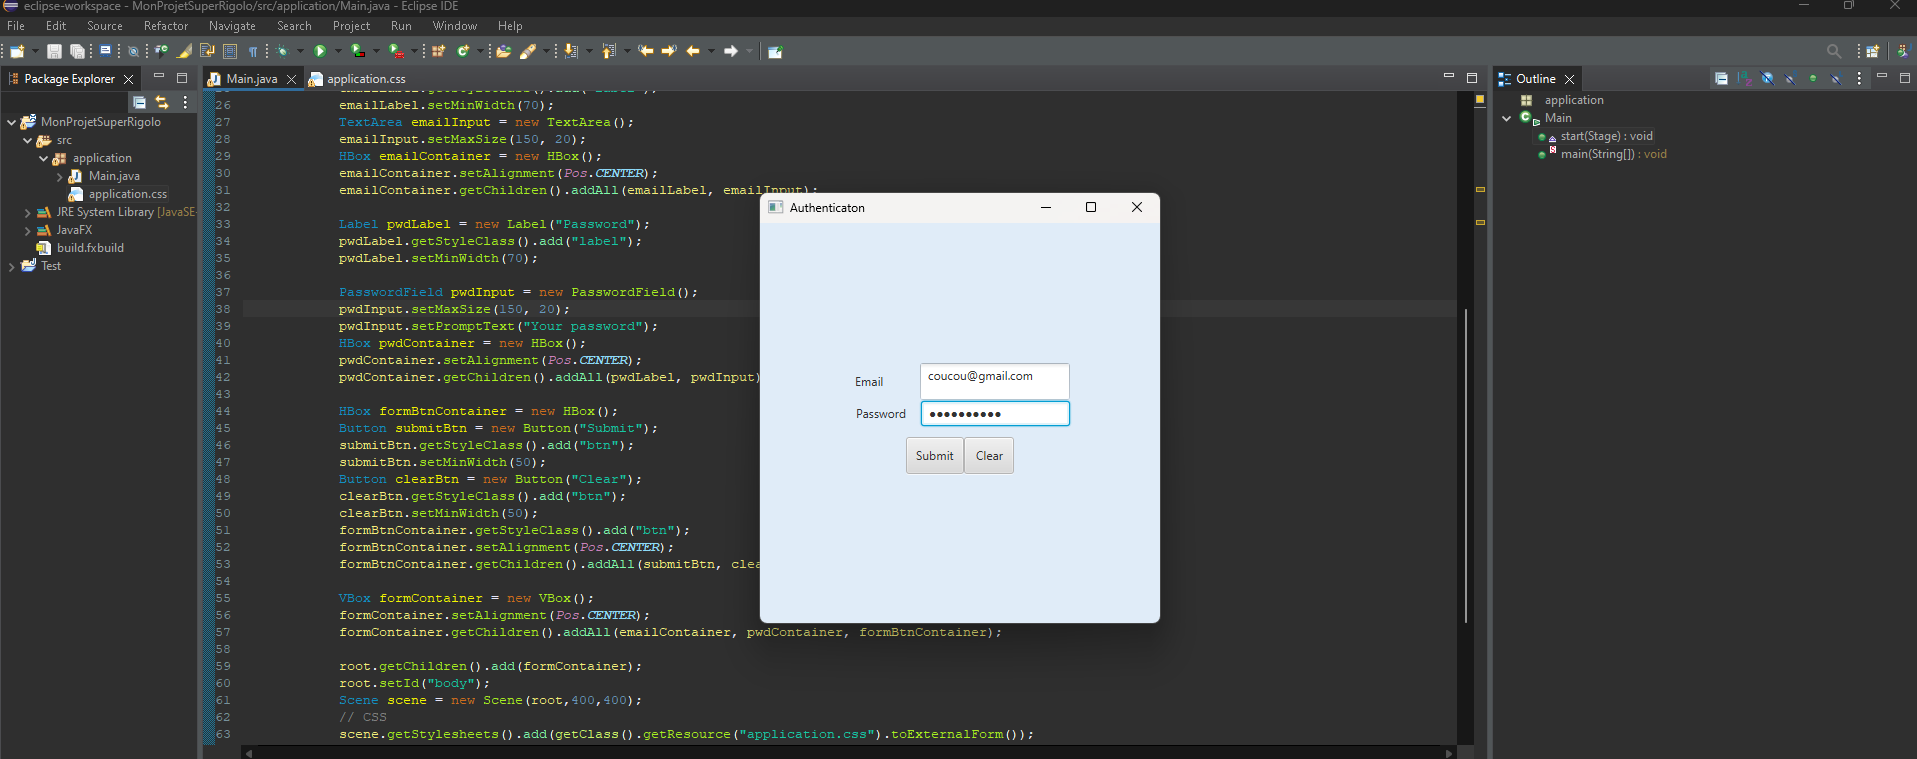 eclipse-workspace - MonProjetSuperRigolo/src/application/Main.java - Eclipse IDE
File Edit Source Refactor Navigate Search Project Run Window Help
Package Explorer
MonProjetSuperRigolo
src
application
Main.java
application.css
JRE System Library [JavaSE-
JavaFX
build.fxbuild
Test
Main.java application.css
26 emailLabel.setMinWidth(70);
27 TextArea emailInput = new TextArea();
28 emailInput.setMaxSize(150, 20);
29 HBox emailContainer = new HBox();
30 emailContainer.setAlignment(Pos.CENTER);
31 emailContainer.getChildren().addAll(emailLabel, emailInput);
32
33 Label pwdLabel = new Label("Password");
34 pwdLabel.getStyleClass().add("label");
35 pwdLabel.setMinWidth(70);
36
37 PasswordField pwdInput = new PasswordField();
38 pwdInput.setMaxSize(150, 20);
39 pwdInput.setPromptText("Your password");
40 HBox pwdContainer = new HBox();
41 pwdContainer.setAlignment(Pos.CENTER);
42 pwdContainer.getChildren().addAll(pwdLabel, pwdInput)
43
44 HBox formBtnContainer = new HBox();
45 Button submitBtn = new Button("Submit");
46 submitBtn.getStyleClass().add("btn");
47 submitBtn.setMinWidth(50);
48 Button clearBtn = new Button("Clear");
49 clearBtn.getStyleClass().add("btn");
50 clearBtn.setMinWidth(50);
51 formBtnContainer.getStyleClass().add("btn");
52 formBtnContainer.setAlignment(Pos.CENTER);
53 formBtnContainer.getChildren().addAll(submitBtn, clea
54
55 VBox formContainer = new VBox();
56 formContainer.setAlignment(Pos.CENTER);
57 formContainer.getChildren().addAll(emailContainer, pwdContainer, formBtnContainer);
58
59 root.getChildren().add(formContainer);
60 root.setId("body");
61 Scene scene = new Scene(root,400,400);
62 // CSS
63 scene.getStylesheets().add(getClass().getResource("application.css").toExternalForm());
Authenticaton
Email coucou@gmail.com
Password ●●●●●●●●●●
Submit Clear
Outline
application
Main
start(Stage) : void
main(String[]) : void